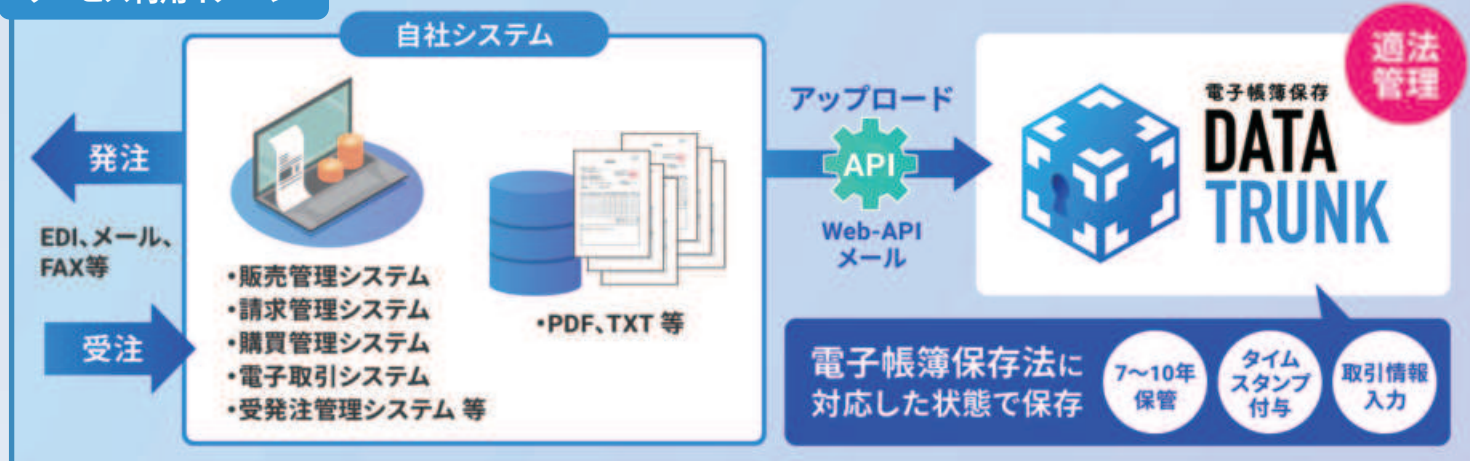 自社システム
発注
EDI、メール、
FAX等
受注
・販売管理システム
・請求管理システム
・購買管理システム
・電子取引システム
・受発注管理システム 等
・PDF、TXT 等
アップロード
API
Web-API
メール
適法
管理
電子帳簿保存
DATA
TRUNK
電子帳簿保存法に
対応した状態で保存
7～10年
保管
タイム
スタンプ
付与
取引情報
入力